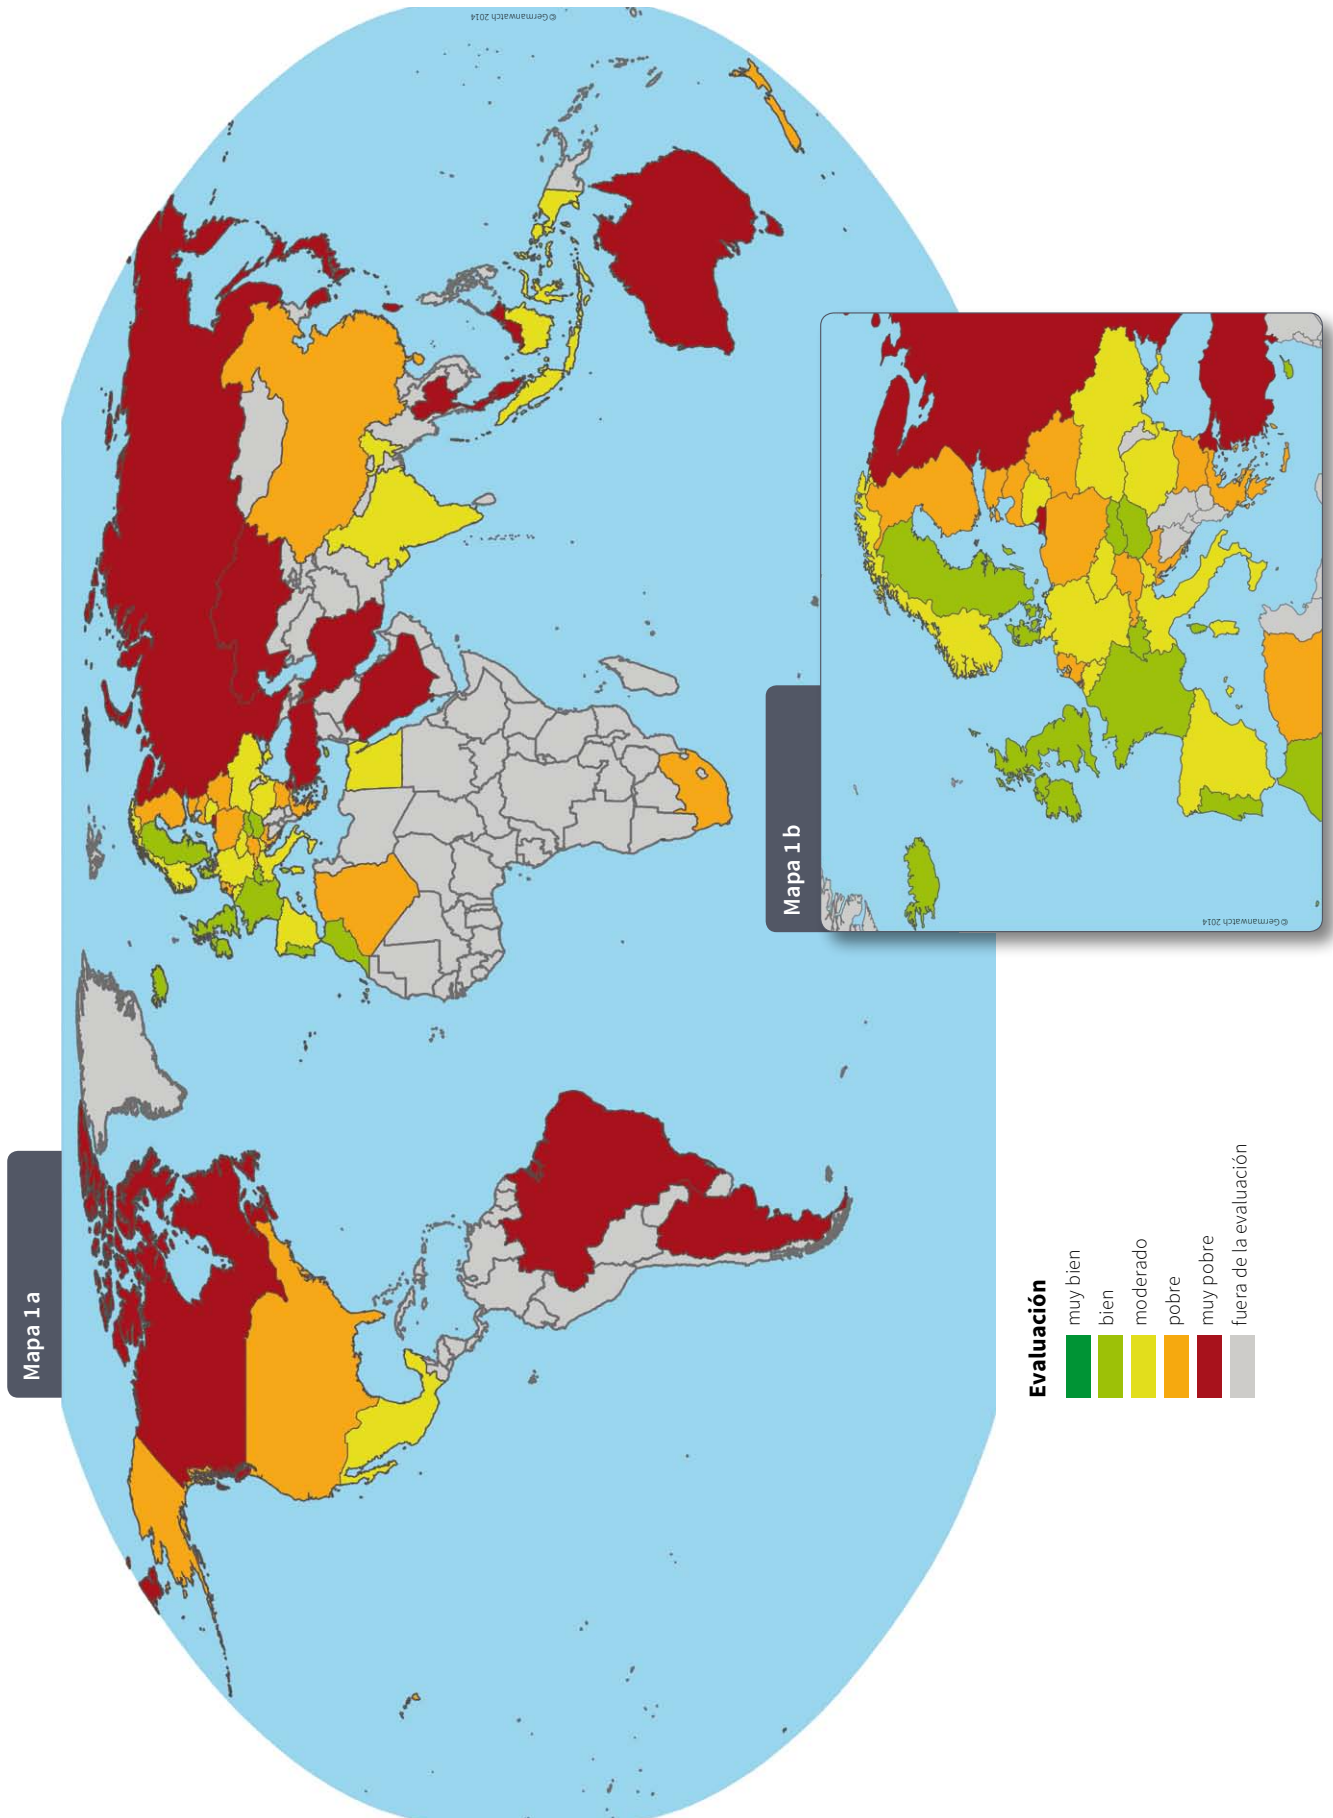 Mapa 1 a
© Germanwatch 2014
Mapa 1 b
© Germanwatch 2014
Evaluación
muy bien
bien
moderado
pobre
muy pobre
fuera de la evaluación